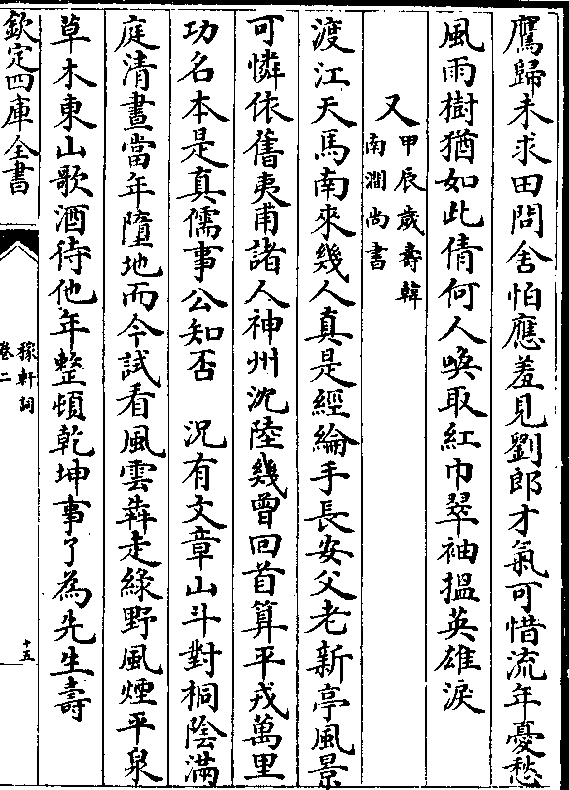 鷹歸未求田問舍怕應羞見劉郎才氣可惜流年憂愁
風雨樹猶如此倩何人喚取紅巾翠袖搵英雄淚
又甲辰歲壽韓
南澗尚書
渡江天馬南來幾人真是經綸手長安父老新亭風景
可憐依舊夷甫諸人神州沈陸幾曾回首算平戎萬里
功名本是真儒事公知否　況有文章山斗對桐陰滿
庭清晝當年墮地而今試看風雲犇走綠野風煙平泉
草木東山歌酒待他年整頓乾坤事了為先生壽
欽定四庫全書
稼軒詞
卷二
十五